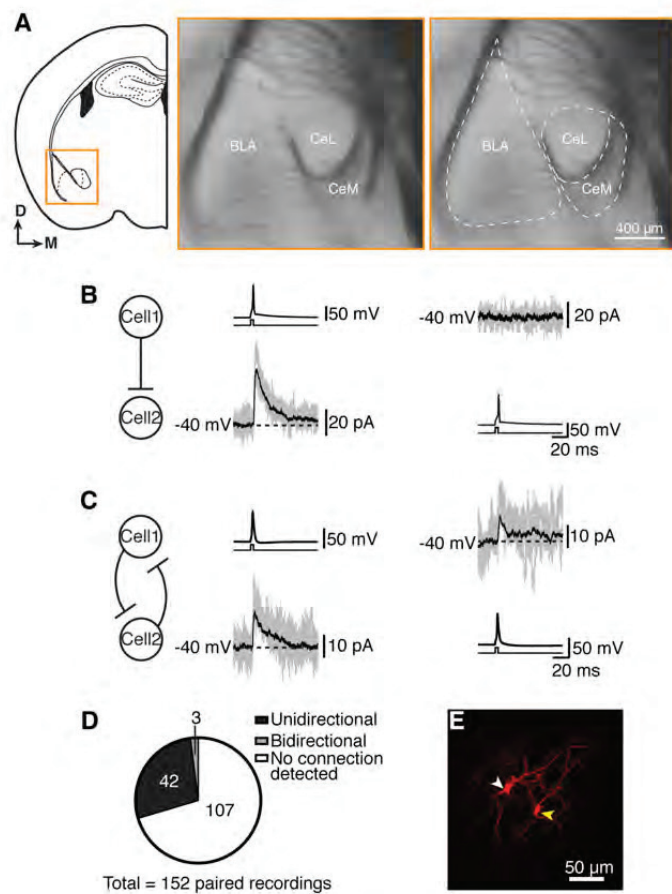 A
D
M
BLA
CeL
CeM
BLA
CeL
CeM
400 µm
B
Cell1
Cell2
50 mV
-40 mV
20 pA
-40 mV
20 pA
50 mV
20 ms
C
Cell1
Cell2
50 mV
-40 mV
10 pA
-40 mV
10 pA
50 mV
20 ms
D
3
42
107
Unidirectional
Bidirectional
No connection
detected
Total = 152 paired recordings
E
50 µm